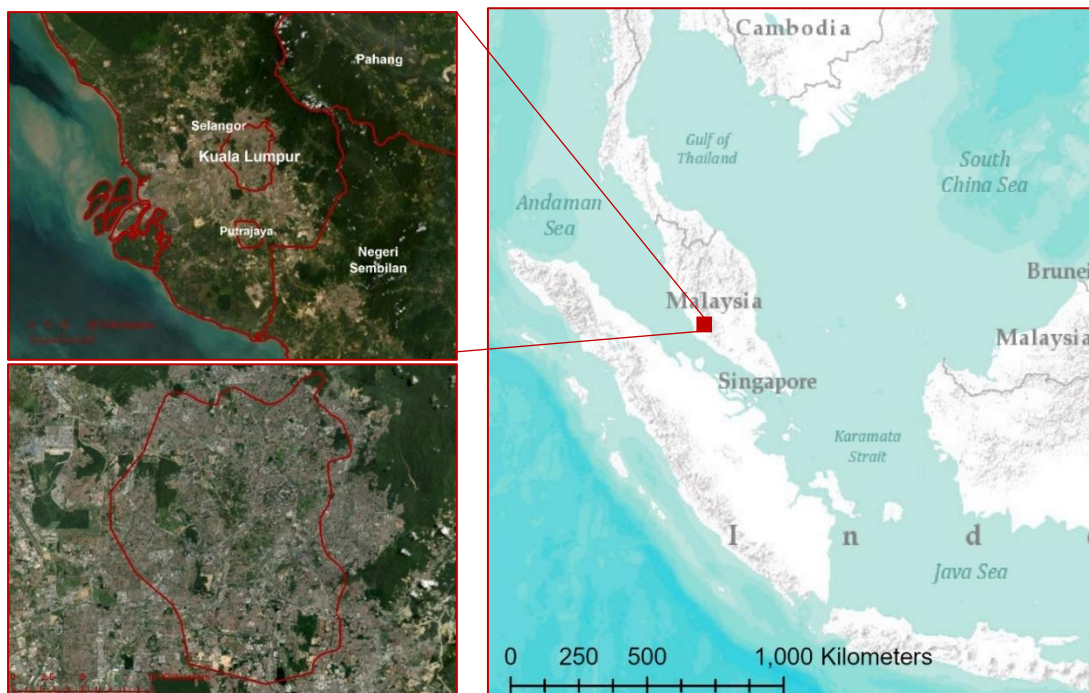 Pahang
Selangor
Kuala Lumpur
Putrajaya
Negeri
Sembilan
Cambodia
Gulf of
Thailand
South
China Sea
Andaman
Sea
Brunei
Malaysia
Malaysia
Singapore
Karamata
Strait
I n d
Java Sea
0 250 500 1,000 Kilometers